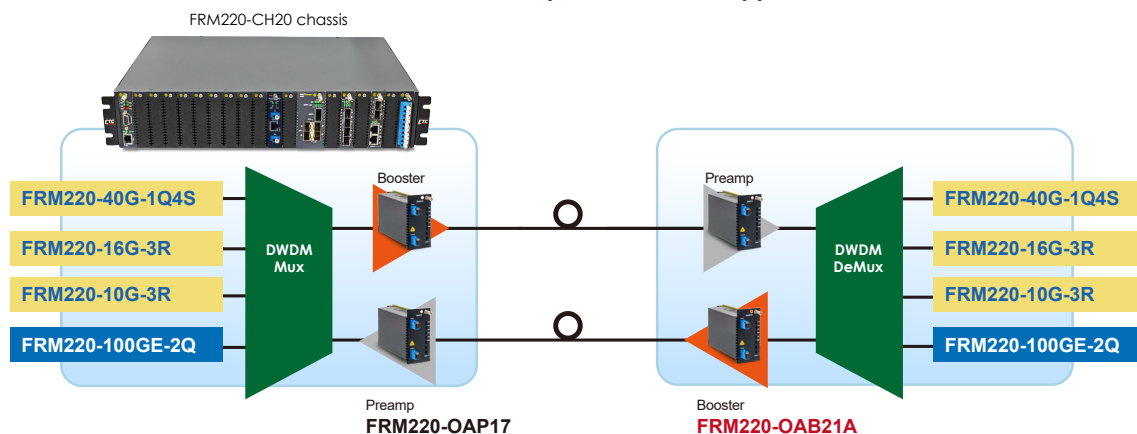 FRM220-CH20 chassis
Booster
Preamp
FRM220-40G-1Q4S
FRM220-16G-3R
FRM220-10G-3R
FRM220-100GE-2Q
DWDM
Mux
DWDM
DeMux
FRM220-40G-1Q4S
FRM220-16G-3R
FRM220-10G-3R
FRM220-100GE-2Q
Preamp
FRM220-OAP17
Booster
FRM220-OAB21A